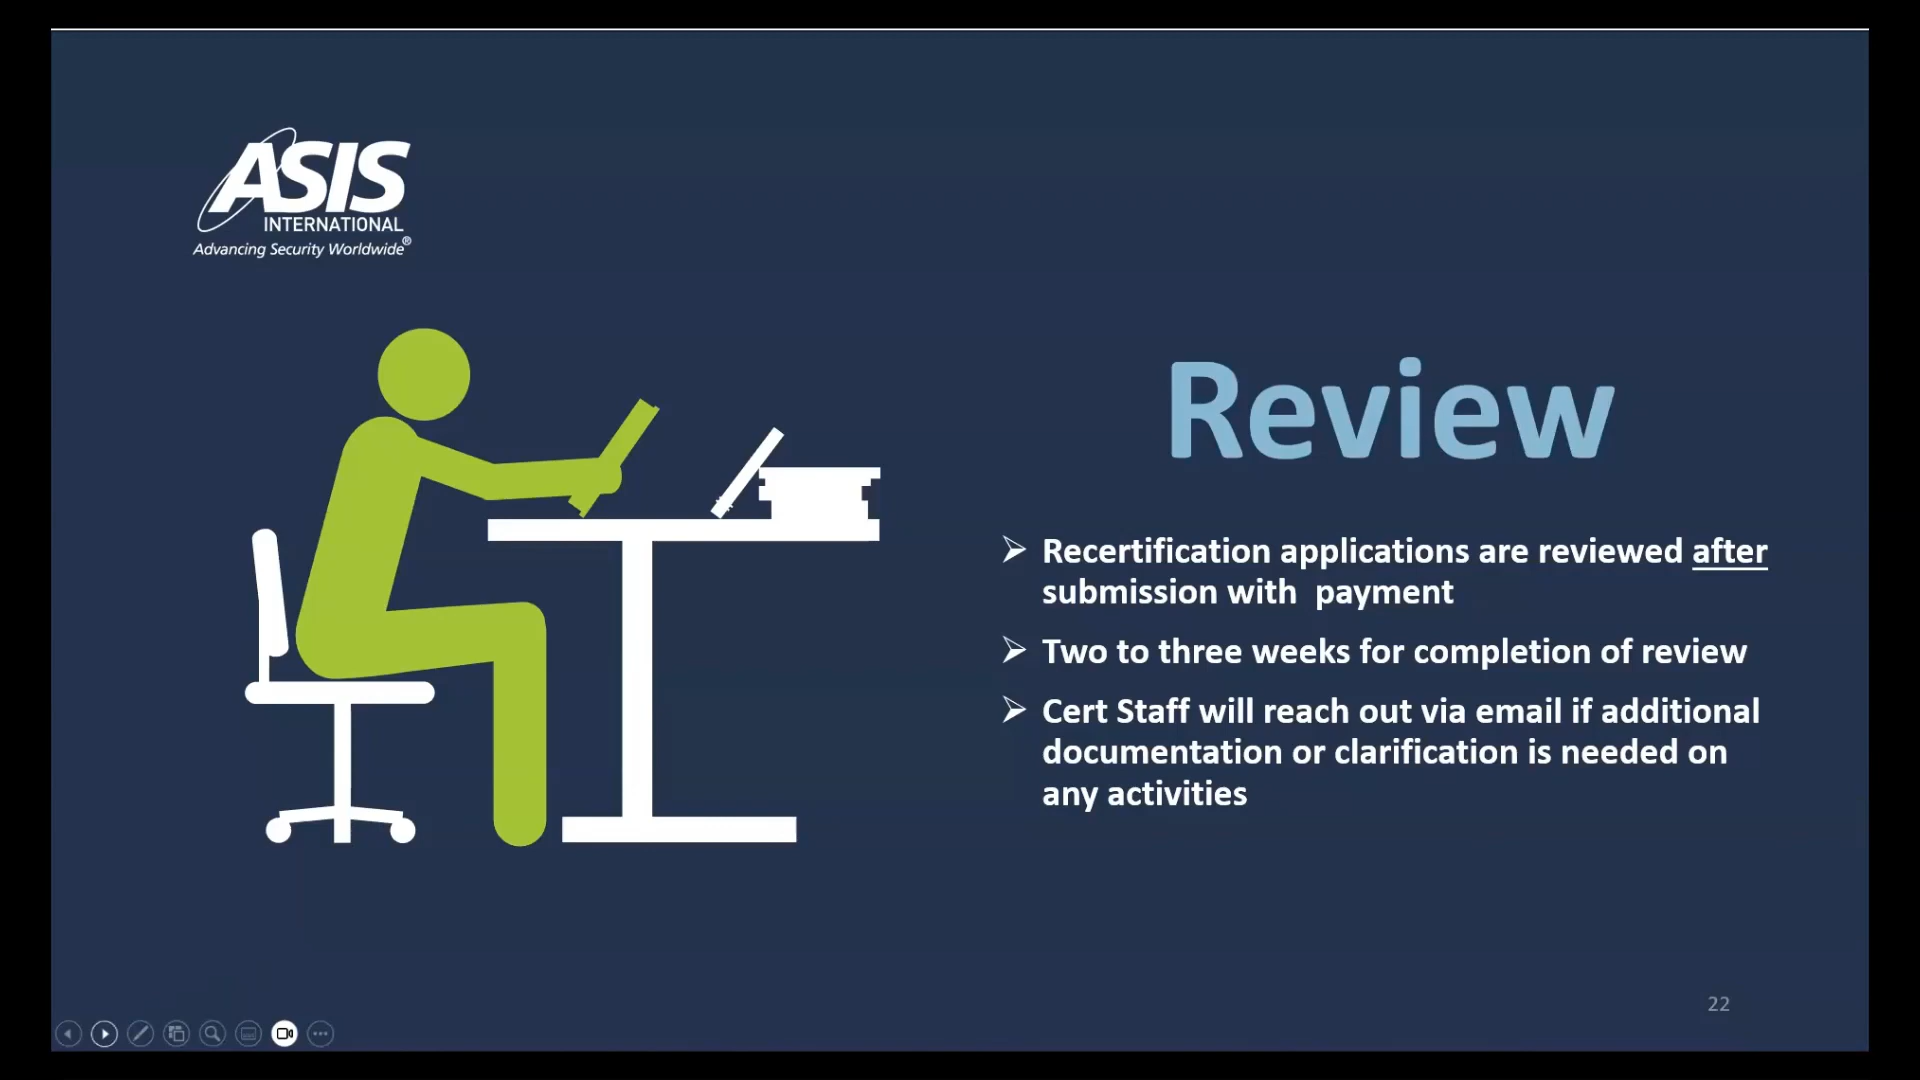 ASIS
INTERNATIONAL
Advancing Security Worldwide®
Review
➢ Recertification applications are reviewed after
submission with  payment
➢ Two to three weeks for completion of review
➢ Cert Staff will reach out via email if additional
documentation or clarification is needed on
any activities
22